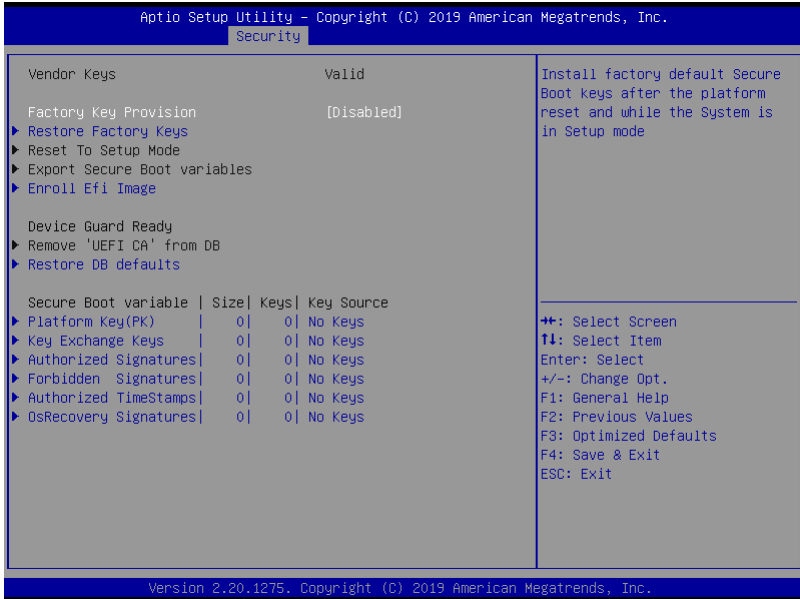 Aptio Setup Utility – Copyright (C) 2019 American Megatrends, Inc.
Security
Vendor Keys Valid
Factory Key Provision [Disabled]
Restore Factory Keys
Reset To Setup Mode
Export Secure Boot variables
Enroll Efi Image
Device Guard Ready
Remove 'UEFI CA' from DB
Restore DB defaults
Secure Boot variable | Size| Keys| Key Source
Platform Key(PK) | 0| 0| No Keys
Key Exchange Keys | 0| 0| No Keys
Authorized Signatures| 0| 0| No Keys
Forbidden Signatures| 0| 0| No Keys
Authorized TimeStamps| 0| 0| No Keys
OsRecovery Signatures| 0| 0| No Keys
Install factory default Secure
Boot keys after the platform
reset and while the System is
in Setup mode
→←: Select Screen
↑↓: Select Item
Enter: Select
+/-: Change Opt.
F1: General Help
F2: Previous Values
F3: Optimized Defaults
F4: Save & Exit
ESC: Exit
Version 2.20.1275. Copyright (C) 2019 American Megatrends, Inc.